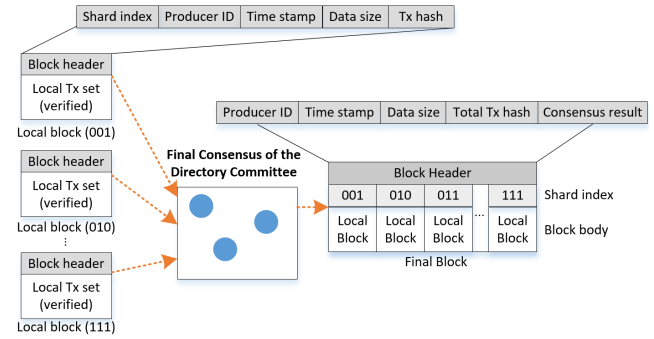 Shard index Producer ID Time stamp Data size Tx hash
Block header
Local Tx set
(verified)
Local block (001)
Block header
Local Tx set
(verified)
Local block (010)
⋮
Block header
Local Tx set
(verified)
Local block (111)
Final Consensus of the
Directory Committee
Producer ID Time stamp Data size Total Tx hash Consensus result
Block Header
001 010 011 111 Shard index
...
Local Block
Local Block
Local Block
Local Block
Block body
Final Block